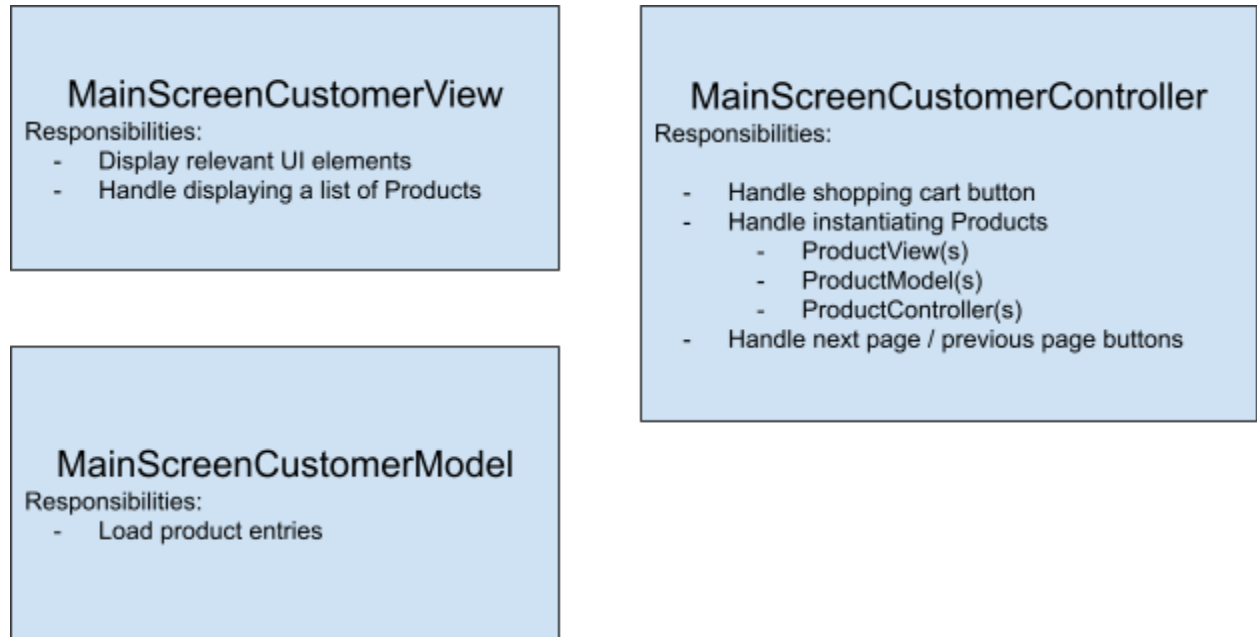 MainScreenCustomerView
Responsibilities:
- Display relevant UI elements
- Handle displaying a list of Products
MainScreenCustomerController
Responsibilities:
- Handle shopping cart button
- Handle instantiating Products
- ProductView(s)
- ProductModel(s)
- ProductController(s)
- Handle next page / previous page buttons
MainScreenCustomerModel
Responsibilities:
- Load product entries